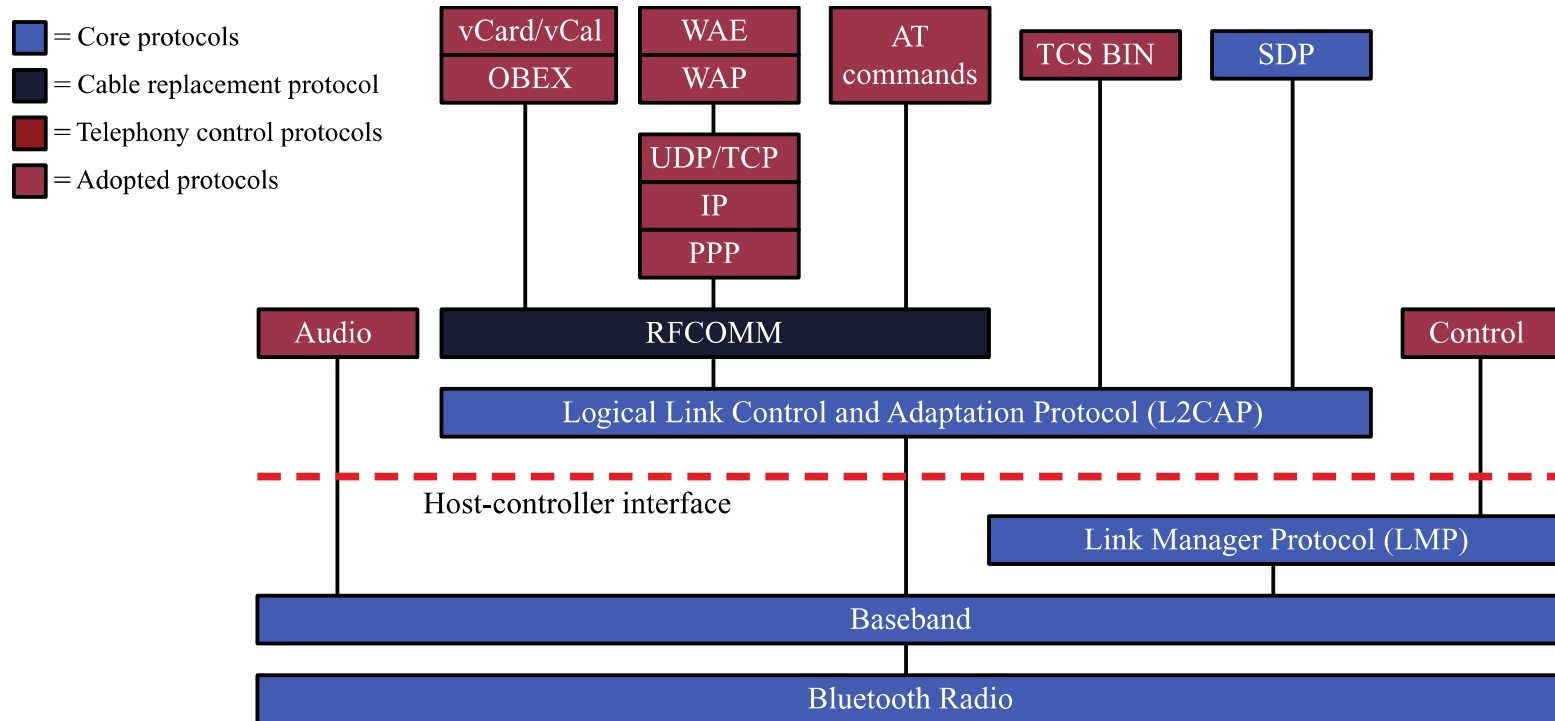 = Core protocols
= Cable replacement protocol
= Telephony control protocols
= Adopted protocols
vCard/vCal
OBEX
WAE
WAP
UDP/TCP
IP
PPP
AT
commands
TCS BIN
SDP
Audio
RFCOMM
Control
Logical Link Control and Adaptation Protocol (L2CAP)
Host-controller interface
Link Manager Protocol (LMP)
Baseband
Bluetooth Radio